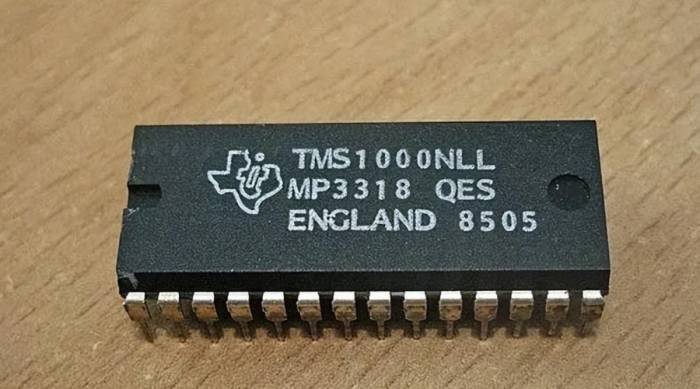 TMS1000NLL
MP3318 QES
ENGLAND 8505